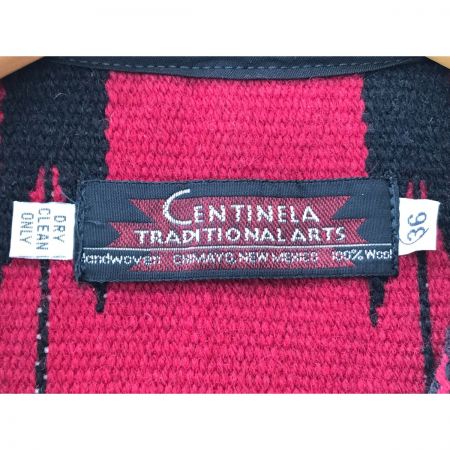 DRY
CLEAN
ONLY
CENTINELA
TRADITIONAL ARTS
Handwoven CHIMAYO, NEW MEXICO 100% Wool
36